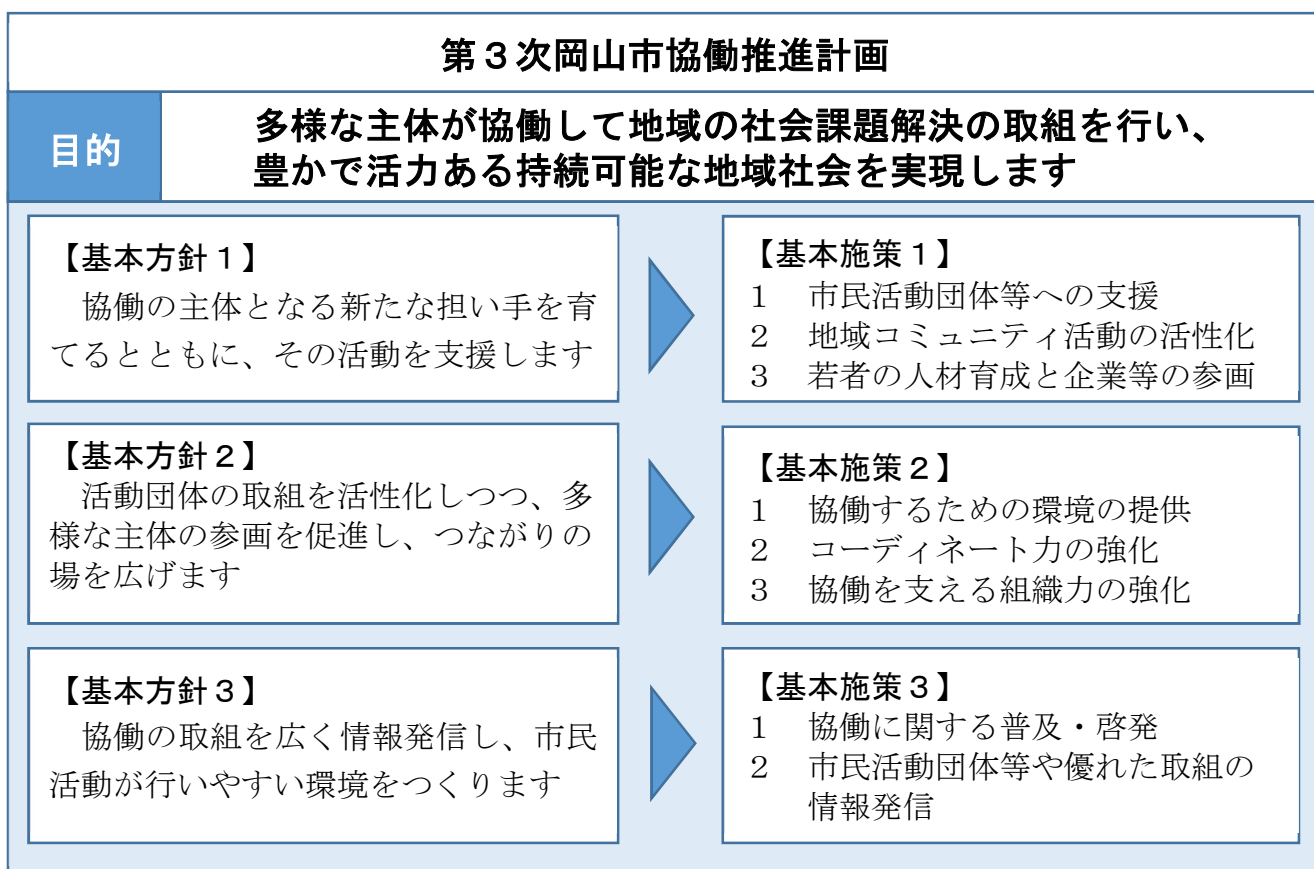 第3次岡山市協働推進計画
目的
多様な主体が協働して地域の社会課題解決の取組を行い、
豊かで活力ある持続可能な地域社会を実現します
【基本方針1】
　協働の主体となる新たな担い手を育
てるとともに、その活動を支援します
【基本施策1】
1　市民活動団体等への支援
2　地域コミュニティ活動の活性化
3　若者の人材育成と企業等の参画
【基本方針2】
　活動団体の取組を活性化しつつ、多
様な主体の参画を促進し、つながりの
場を広げます
【基本施策2】
1　協働するための環境の提供
2　コーディネート力の強化
3　協働を支える組織力の強化
【基本方針3】
　協働の取組を広く情報発信し、市民
活動が行いやすい環境をつくります
【基本施策3】
1　協働に関する普及・啓発
2　市民活動団体等や優れた取組の
情報発信